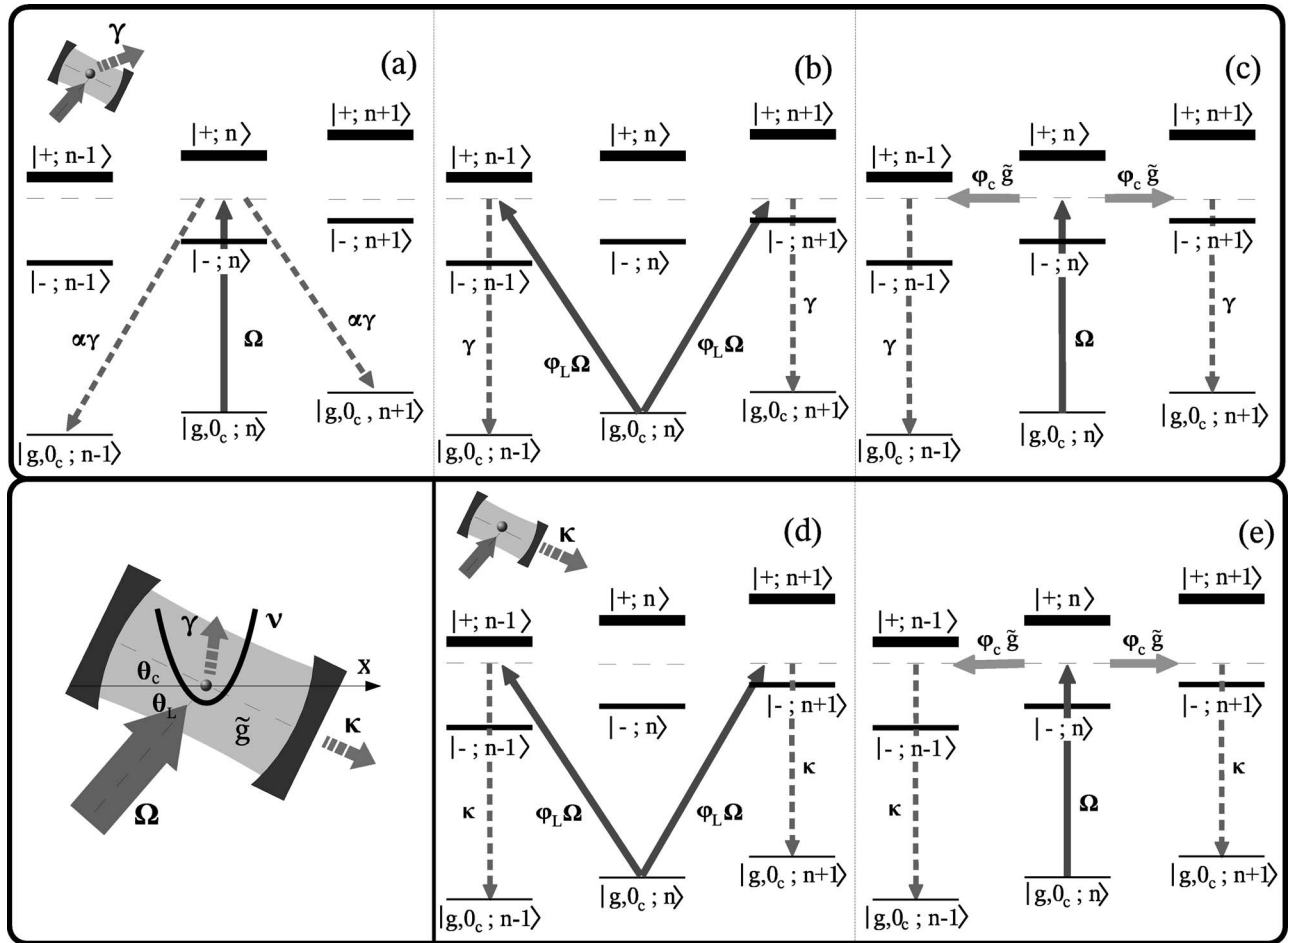 γ
(a)
|+; n-1⟩
|+; n⟩
|+; n+1⟩
|- ; n-1⟩
|- ; n⟩
|- ; n+1⟩
αγ
Ω
αγ
|g,0c ; n-1⟩
|g,0c ; n⟩
|g,0c , n+1⟩
(b)
|+; n-1⟩
|+; n⟩
|+; n+1⟩
|- ; n-1⟩
|- ; n⟩
|- ; n+1⟩
γ
φLΩ
φLΩ
γ
|g,0c ; n-1⟩
|g,0c ; n⟩
|g,0c ; n+1⟩
(c)
|+; n-1⟩
|+; n⟩
|+; n+1⟩
φc g̃
φc g̃
|- ; n-1⟩
|- ; n⟩
|- ; n+1⟩
γ
Ω
γ
|g,0c ; n-1⟩
|g,0c ; n⟩
|g,0c ; n+1⟩
γ
ν
θc
x
θL
g̃
κ
Ω
κ
(d)
|+; n-1⟩
|+; n⟩
|+; n+1⟩
|- ; n-1⟩
|- ; n⟩
|- ; n+1⟩
κ
φLΩ
φLΩ
κ
|g,0c ; n-1⟩
|g,0c ; n⟩
|g,0c ; n+1⟩
(e)
|+; n-1⟩
|+; n⟩
|+; n+1⟩
φc g̃
φc g̃
|- ; n-1⟩
|- ; n⟩
|- ; n+1⟩
κ
Ω
κ
|g,0c ; n-1⟩
|g,0c ; n⟩
|g,0c ; n+1⟩